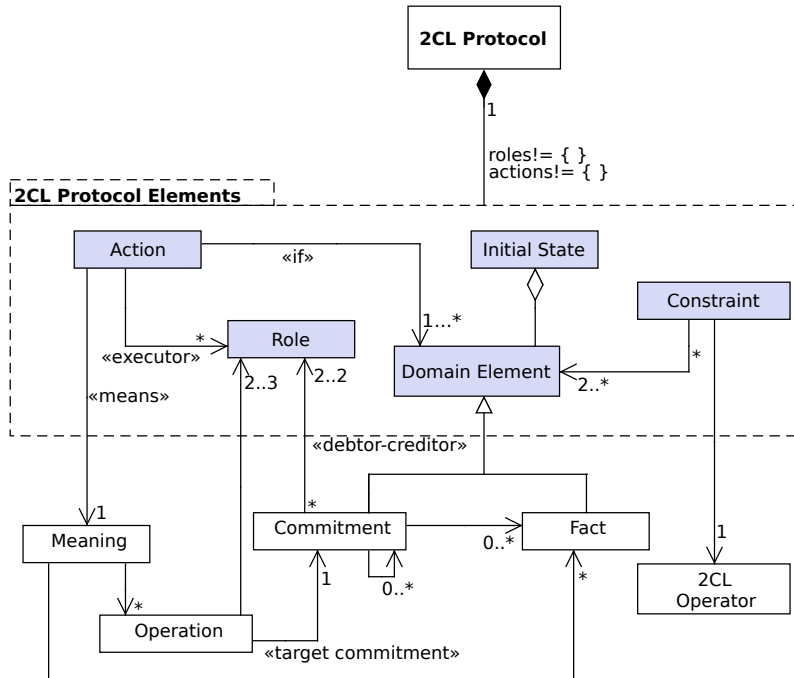 2CL Protocol
1
roles!= { }
actions!= { }
2CL Protocol Elements
Action
Initial State
«if»
Constraint
1...*
*
Role
«executor»
*
Domain Element
2..3
2..2
2..*
«means»
«debtor-creditor»
1
*
Commitment
Fact
Meaning
0..*
1
1
0..*
*
2CL
Operator
*
Operation
«target commitment»